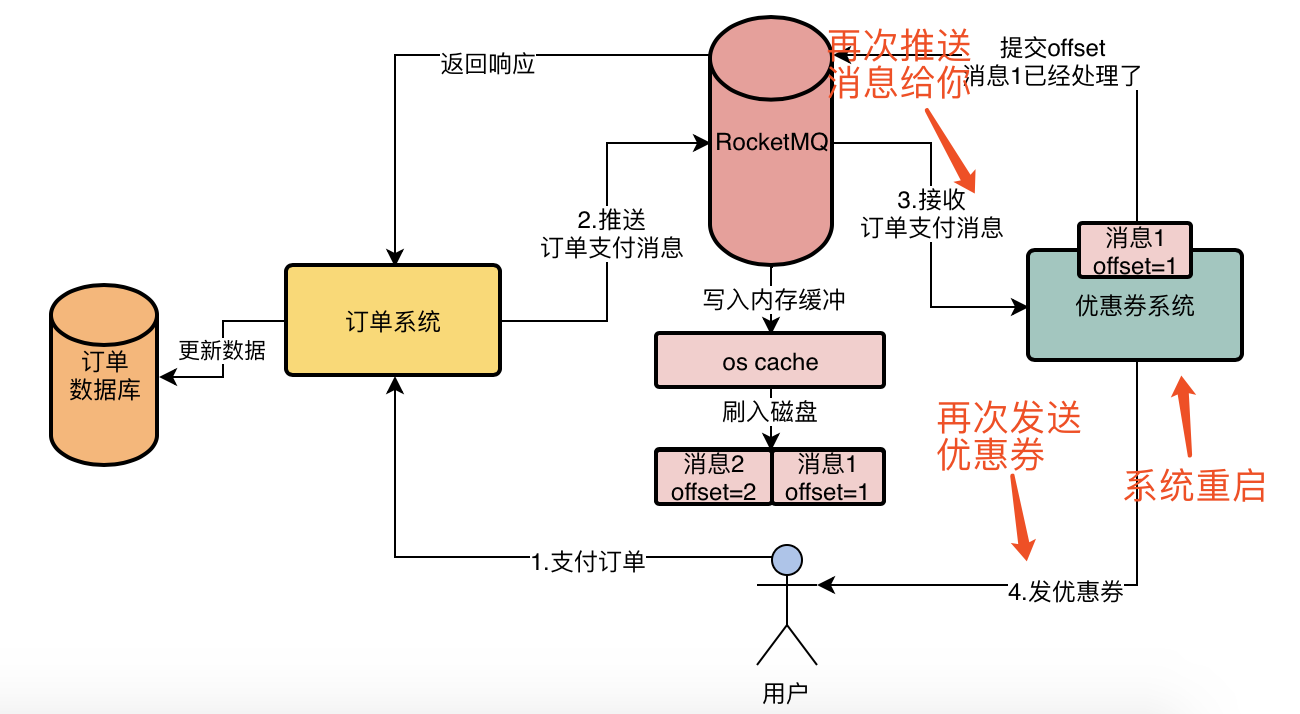 再次推送
消息给你
提交offset
消息1已经处理了
返回响应
RocketMQ
3.接收
订单支付消息
2.推送
订单支付消息
消息1
offset=1
优惠券系统
写入内存缓冲
订单系统
更新数据
订单
数据库
os cache
刷入磁盘
再次发送
优惠券
消息2
offset=2
消息1
offset=1
系统重启
1.支付订单
4.发优惠券
用户